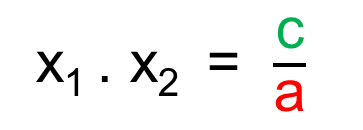 x₁ . x₂ = c/a